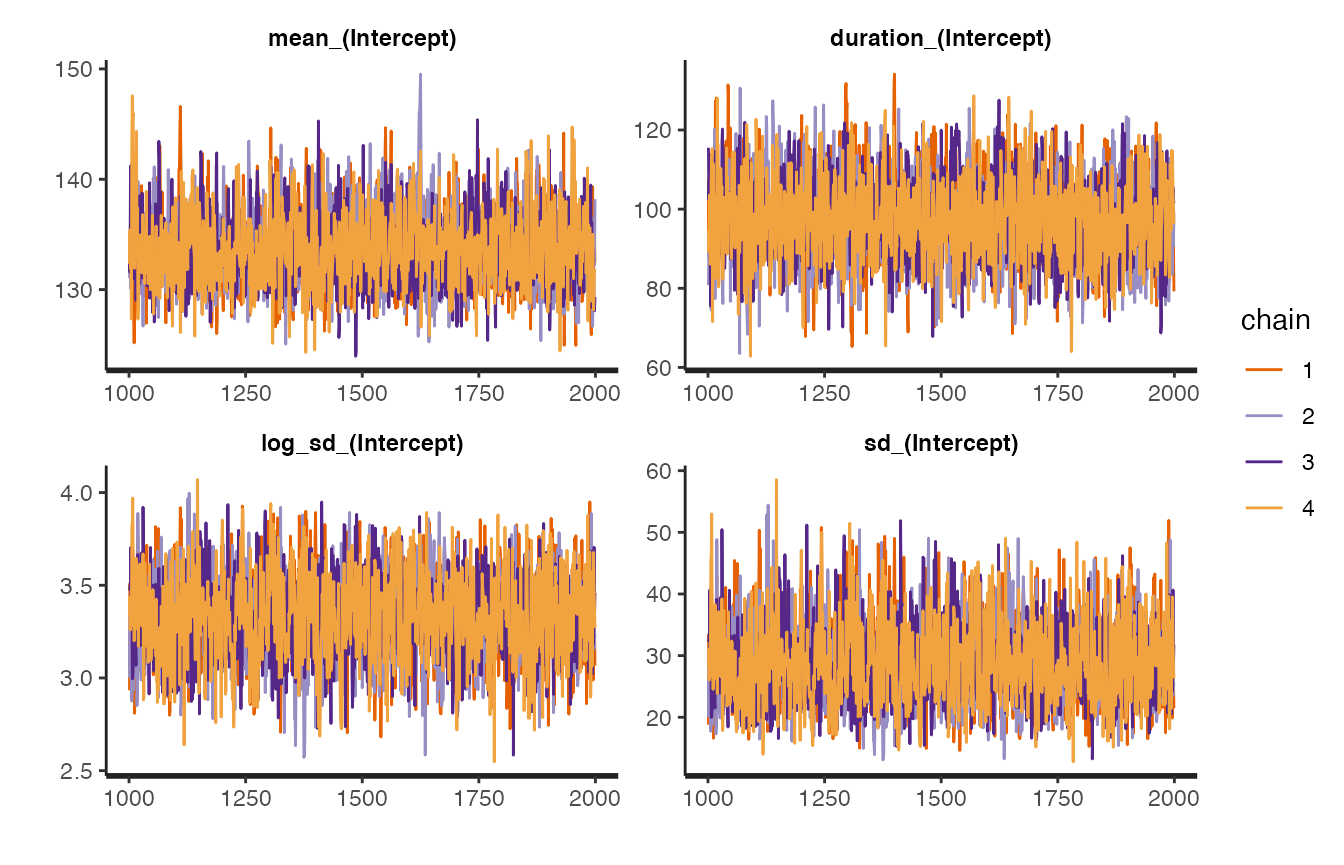 mean_(Intercept)
150
140
130
1000 1250 1500 1750 2000
duration_(Intercept)
120
100
80
60
1000 1250 1500 1750 2000
log_sd_(Intercept)
4.0
3.5
3.0
2.5
1000 1250 1500 1750 2000
sd_(Intercept)
60
50
40
30
20
1000 1250 1500 1750 2000
chain
1
2
3
4